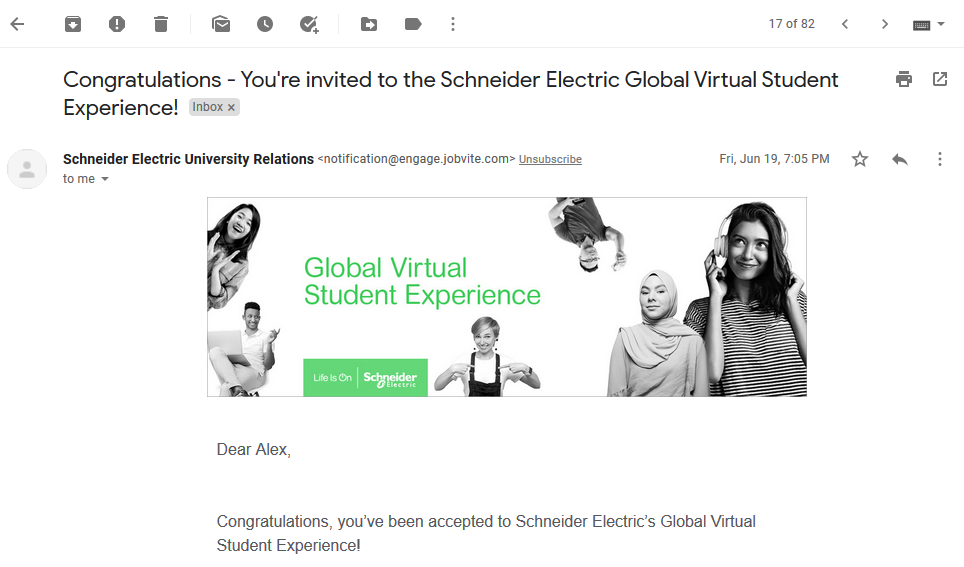 17 of 82
Congratulations - You're invited to the Schneider Electric Global Virtual Student
Experience! Inbox x
Schneider Electric University Relations <notification@engage.jobvite.com> Unsubscribe
Fri, Jun 19, 7:05 PM
to me
Global Virtual
Student Experience
Life Is On Schneider
Electric
Dear Alex,
Congratulations, you’ve been accepted to Schneider Electric’s Global Virtual
Student Experience!